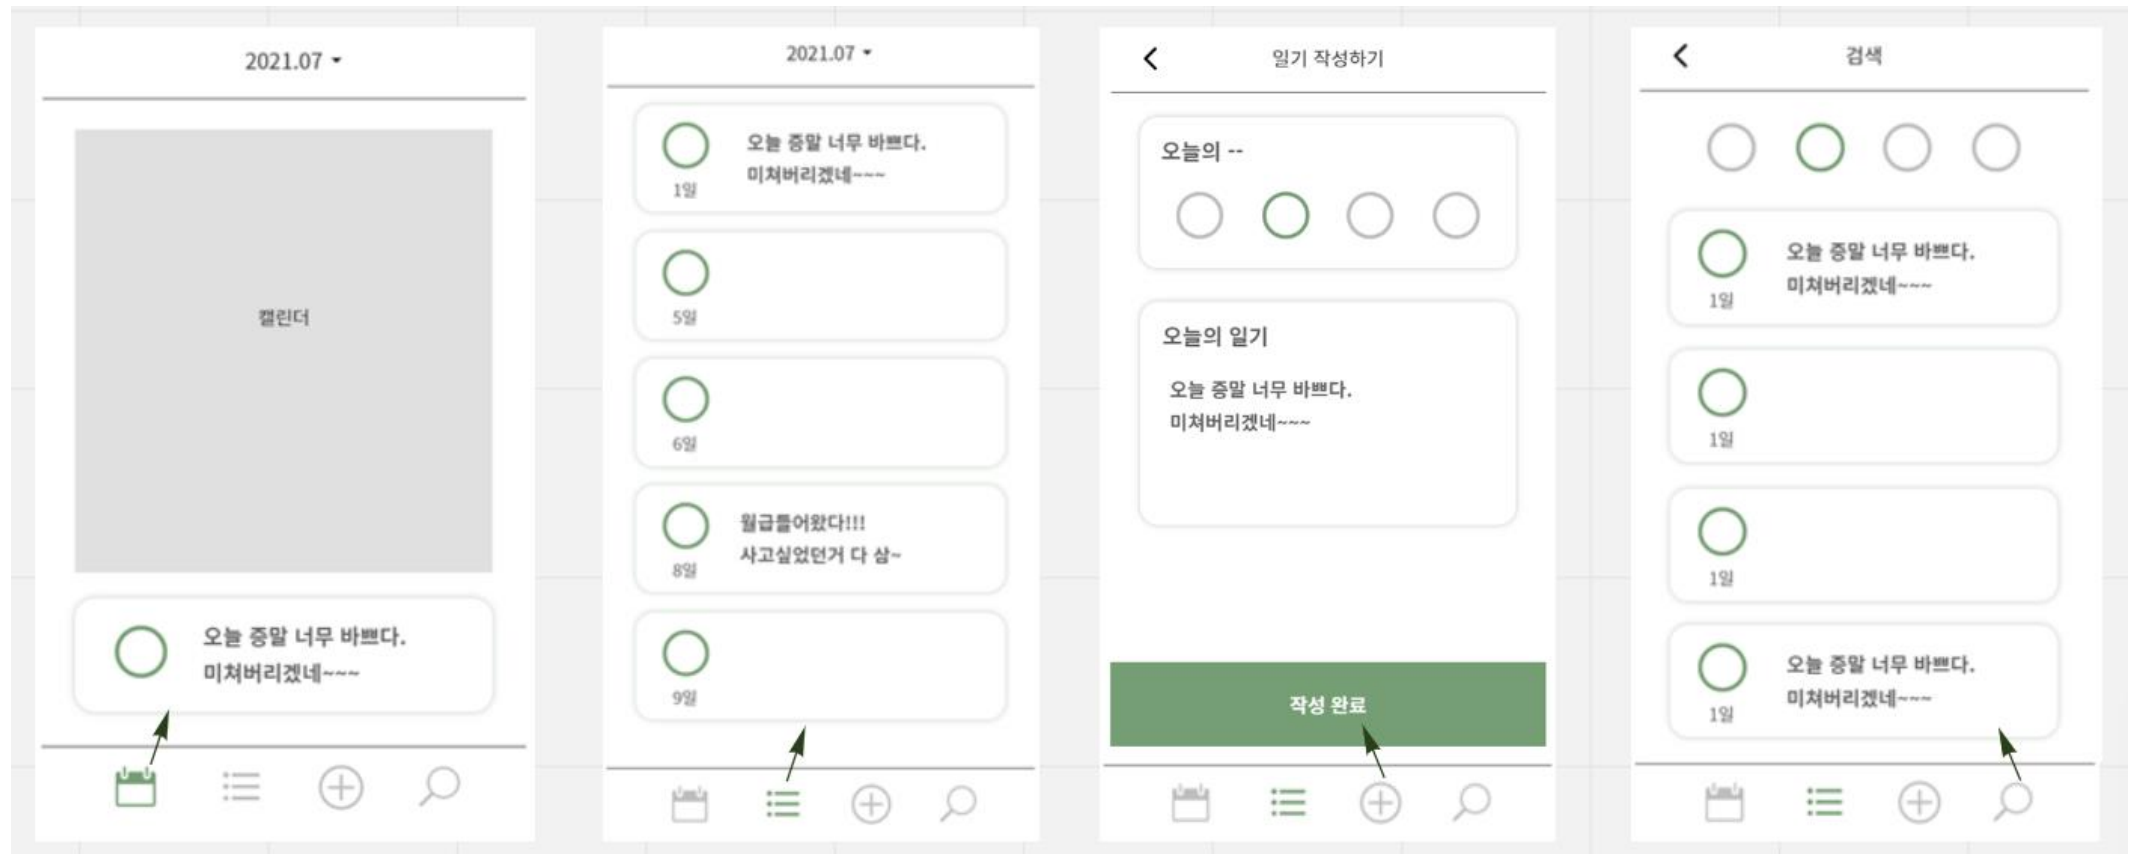 2021.07
캘린더
오늘 증말 너무 바쁘다.
미쳐버리겠네~~~
2021.07
오늘 증말 너무 바쁘다.
미쳐버리겠네~~~
1일
5일
6일
월급들어왔다!!!
사고싶었던거 다 삼~
8일
9일
일기 작성하기
오늘의 --
오늘의 일기
오늘 증말 너무 바쁘다.
미쳐버리겠네~~~
작성 완료
검색
오늘 증말 너무 바쁘다.
미쳐버리겠네~~~
1일
1일
1일
오늘 증말 너무 바쁘다.
미쳐버리겠네~~~
1일